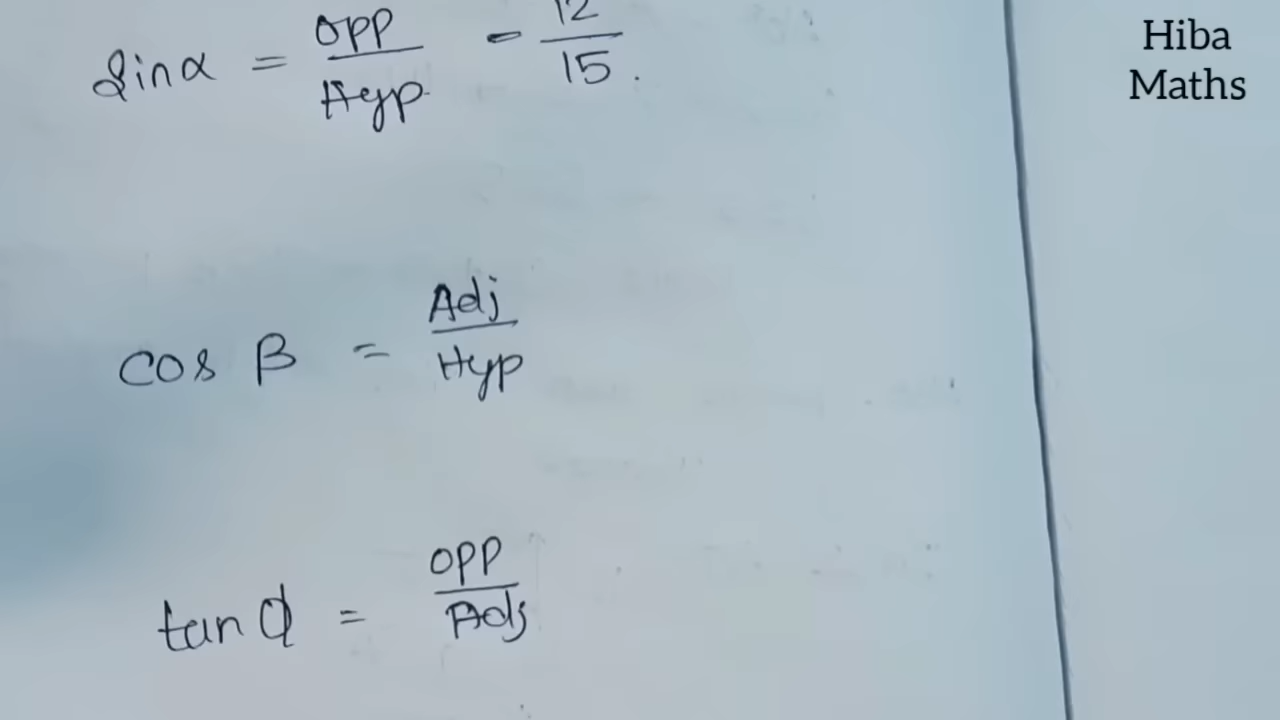 Hiba
Maths
sin α = Opp/Hyp = 12/15.
cos β = Adj/Hyp
tan ϕ = Opp/Adj